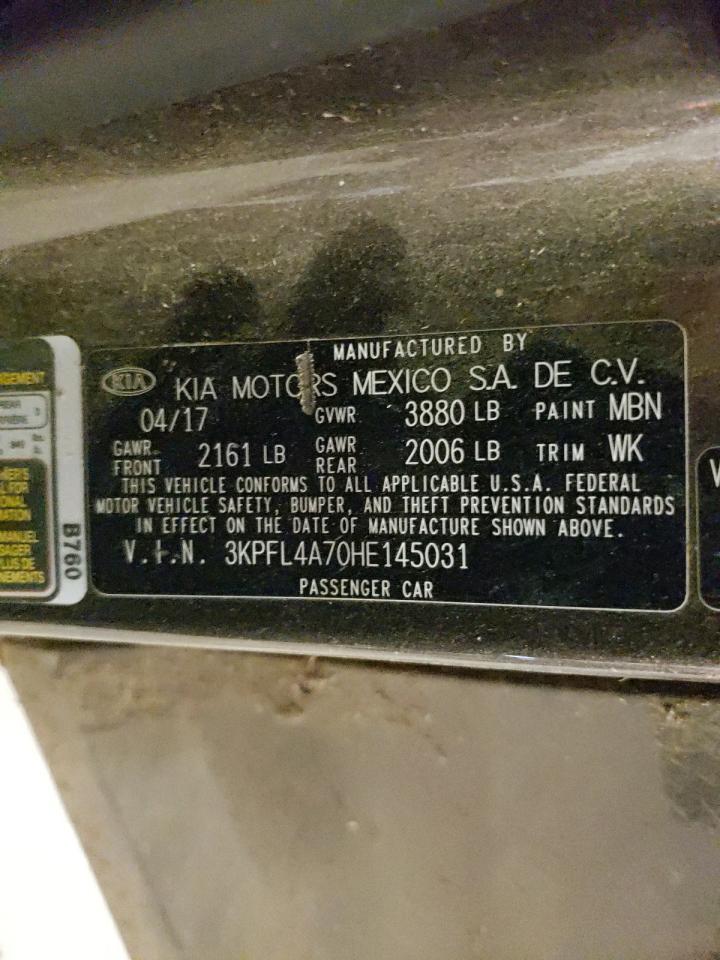 MANUFACTURED BY
KIA KIA MOTORS MEXICO S.A. DE C.V.
04/17 GVWR 3880 LB PAINT MBN
GAWR FRONT 2161 LB GAWR REAR 2006 LB TRIM WK
THIS VEHICLE CONFORMS TO ALL APPLICABLE U.S.A. FEDERAL
MOTOR VEHICLE SAFETY, BUMPER, AND THEFT PREVENTION STANDARDS
IN EFFECT ON THE DATE OF MANUFACTURE SHOWN ABOVE.
V.I.N. 3KPFL4A70HE145031
PASSENGER CAR
B760